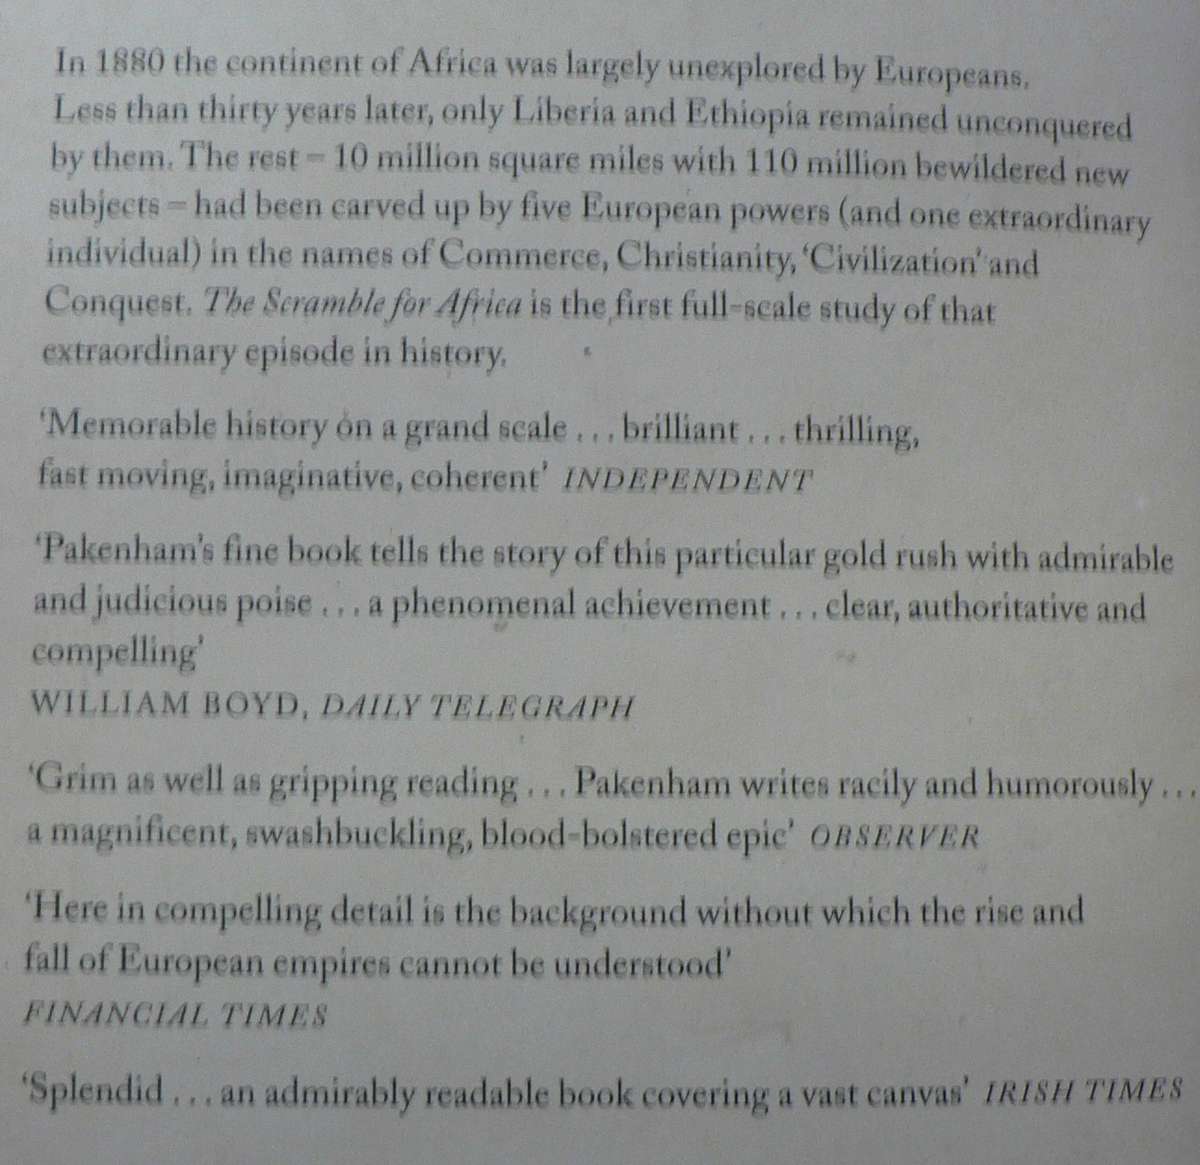 In 1880 the continent of Africa was largely unexplored by Europeans.
Less than thirty years later, only Liberia and Ethiopia remained unconquered
by them. The rest – 10 million square miles with 110 million bewildered new
subjects – had been carved up by five European powers (and one extraordinary
individual) in the names of Commerce, Christianity, ‘Civilization’ and
Conquest. The Scramble for Africa is the first full-scale study of that
extraordinary episode in history.
‘Memorable history on a grand scale . . . brilliant . . . thrilling,
fast moving, imaginative, coherent’ INDEPENDENT
‘Pakenham’s fine book tells the story of this particular gold rush with admirable
and judicious poise . . . a phenomenal achievement . . . clear, authoritative and
compelling’
WILLIAM BOYD, DAILY TELEGRAPH
‘Grim as well as gripping reading . . . Pakenham writes racily and humorously . . .
a magnificent, swashbuckling, blood-bolstered epic’ OBSERVER
‘Here in compelling detail is the background without which the rise and
fall of European empires cannot be understood’
FINANCIAL TIMES
‘Splendid . . . an admirably readable book covering a vast canvas’ IRISH TIMES